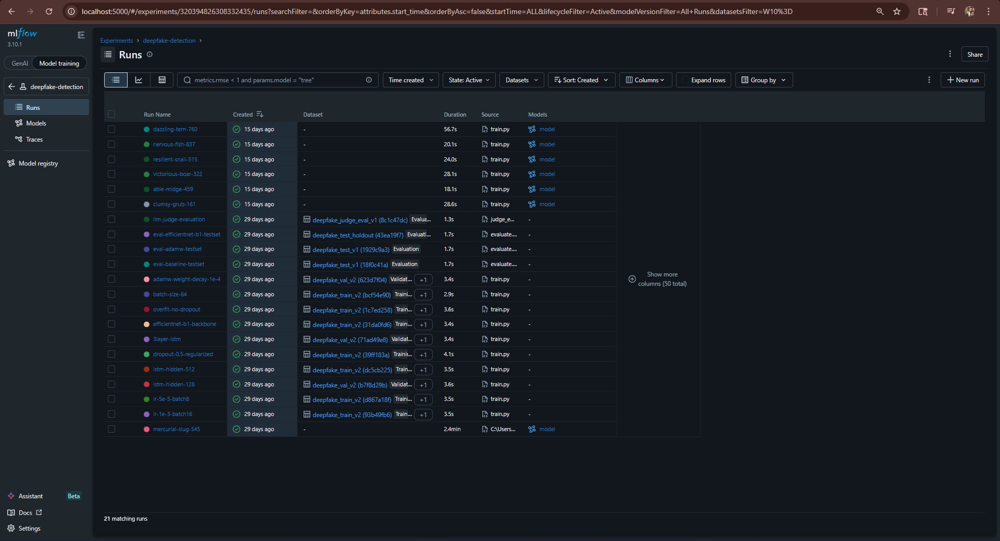 localhost:5000/#/experiments/320394826308332435/runs?searchFilter=&orderByKey=attributes.start_time&orderByAsc=false&startTime=ALL&lifecycleFilter=Active&modelVersionFilter=All+Runs&datasetsFilter=W10%3D
mlflow
3.10.1
GenAI Model training
deepfake-detection
Runs
Models
Traces
Model registry
Assistant Beta
Docs
Settings
Experiments > deepfake-detection >
Runs
Share
metrics.rmse < 1 and params.model = "tree" Time created State: Active Datasets Sort: Created Columns Expand rows Group by + New run
Run Name Created Dataset Duration Source Models
dazzling-tern-760 15 days ago - 56.7s train.py model
nervous-fish-837 15 days ago - 20.1s train.py model
resilient-snail-515 15 days ago - 24.0s train.py model
victorious-boar-322 15 days ago - 28.1s train.py model
able-midge-459 15 days ago - 18.1s train.py model
clumsy-grub-161 15 days ago - 28.6s train.py model
llm-judge-evaluation 29 days ago deepfake_judge_eval_v1 (8c1c47dc) Evalua... 1.3s judge_e... -
eval-efficientnet-b1-testset 29 days ago deepfake_test_holdout (43ea19f7) Evaluati... 1.7s evaluate.... -
eval-adamw-testset 29 days ago deepfake_test_v1 (1929c9a3) Evaluation 1.7s evaluate.... -
eval-baseline-testset 29 days ago deepfake_test_v1 (18f0c41a) Evaluation 1.7s evaluate.... -
adamw-weight-decay-1e-4 29 days ago deepfake_val_v2 (623d7f04) Validat... +1 3.4s train.py -
batch-size-64 29 days ago deepfake_train_v2 (bcf54e90) Traini... +1 2.9s train.py -
overfit-no-dropout 29 days ago deepfake_train_v2 (1c7ed258) Train... +1 3.6s train.py -
efficientnet-b1-backbone 29 days ago deepfake_train_v2 (31da0fd6) Traini... +1 3.4s train.py -
3layer-lstm 29 days ago deepfake_val_v2 (71ad49e8) Validat... +1 3.4s train.py -
dropout-0.5-regularized 29 days ago deepfake_train_v2 (39ff183a) Trainin... +1 4.1s train.py -
lstm-hidden-512 29 days ago deepfake_train_v2 (dc5cb225) Train... +1 3.5s train.py -
lstm-hidden-128 29 days ago deepfake_val_v2 (b7f8d29b) Validat... +1 3.6s train.py -
lr-5e-5-batch8 29 days ago deepfake_train_v2 (d867a18f) Traini... +1 3.5s train.py -
lr-1e-3-batch16 29 days ago deepfake_train_v2 (93b49fb6) Train... +1 3.5s train.py -
mercurial-slug-545 29 days ago - 2.4min C:\Users... model
Show more
columns (50 total)
21 matching runs